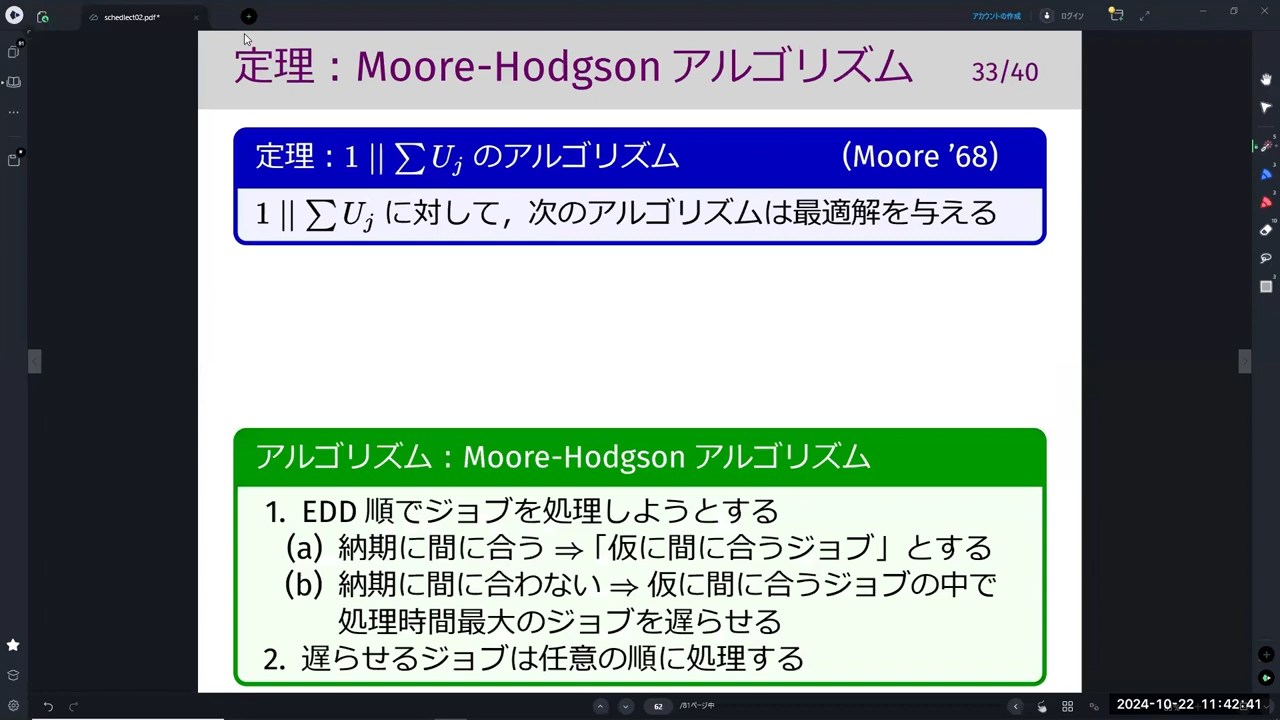 schedlect02.pdf*
アカウントの作成
ログイン
定理：Moore-Hodgson アルゴリズム 33/40
定理：1 || ∑ Uj のアルゴリズム (Moore ’68)
1 || ∑ Uj に対して，次のアルゴリズムは最適解を与える
アルゴリズム：Moore-Hodgson アルゴリズム
1. EDD 順でジョブを処理しようとする
(a) 納期に間に合う ⇒「仮に間に合うジョブ」とする
(b) 納期に間に合わない ⇒ 仮に間に合うジョブの中で
処理時間最大のジョブを遅らせる
2. 遅らせるジョブは任意の順に処理する
62 /81ページ中
2024-10-22 11:42:41